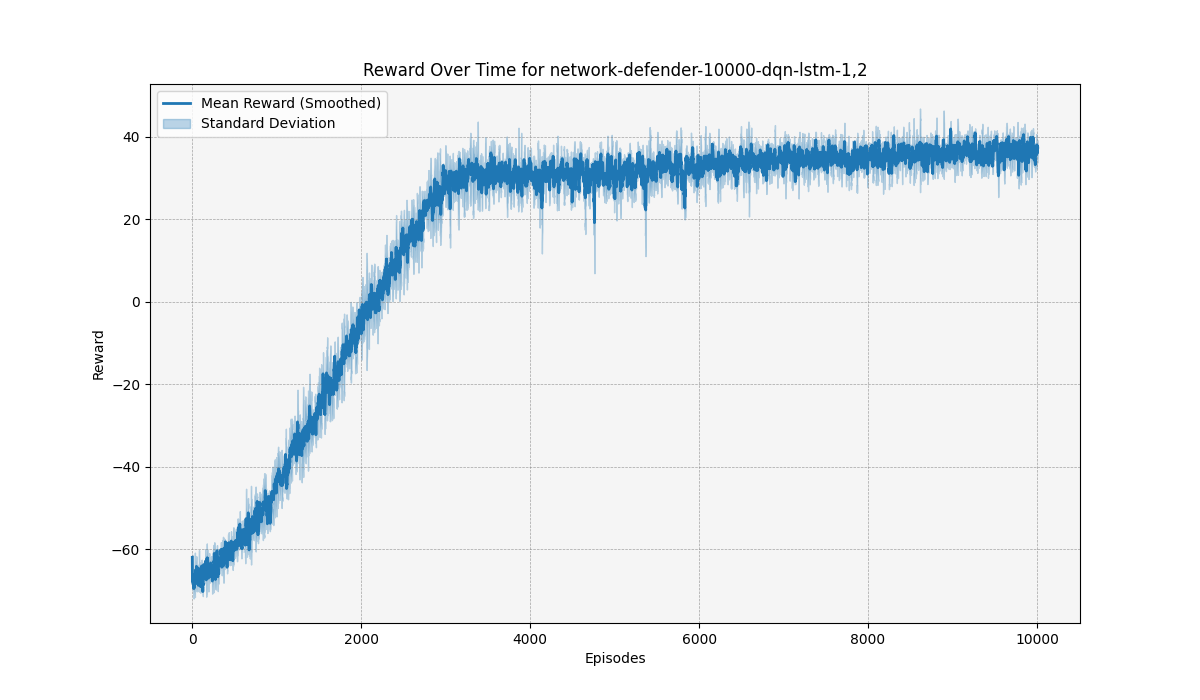 Reward Over Time for network-defender-10000-dqn-lstm-1,2
Mean Reward (Smoothed)
Standard Deviation
40
20
0
−20
−40
−60
Reward
0 2000 4000 6000 8000 10000
Episodes